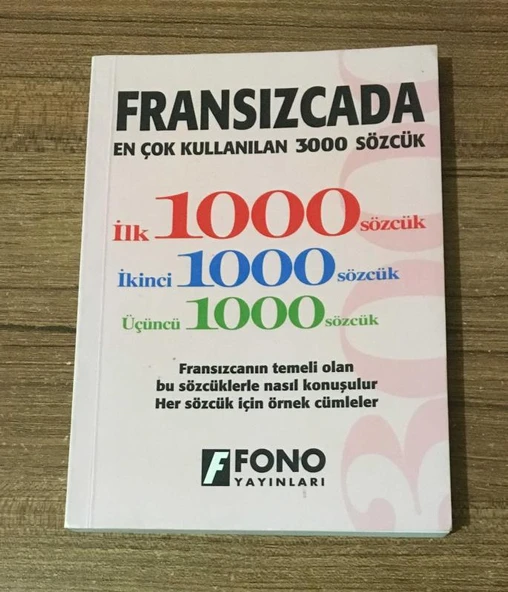 FRANSIZCADA
EN ÇOK KULLANILAN 3000 SÖZCÜK
İlk 1000 sözcük
İkinci 1000 sözcük
Üçüncü 1000 sözcük
Fransızcanın temeli olan
bu sözcüklerle nasıl konuşulur
Her sözcük için örnek cümleler
F FONO
YAYINLARI
3000